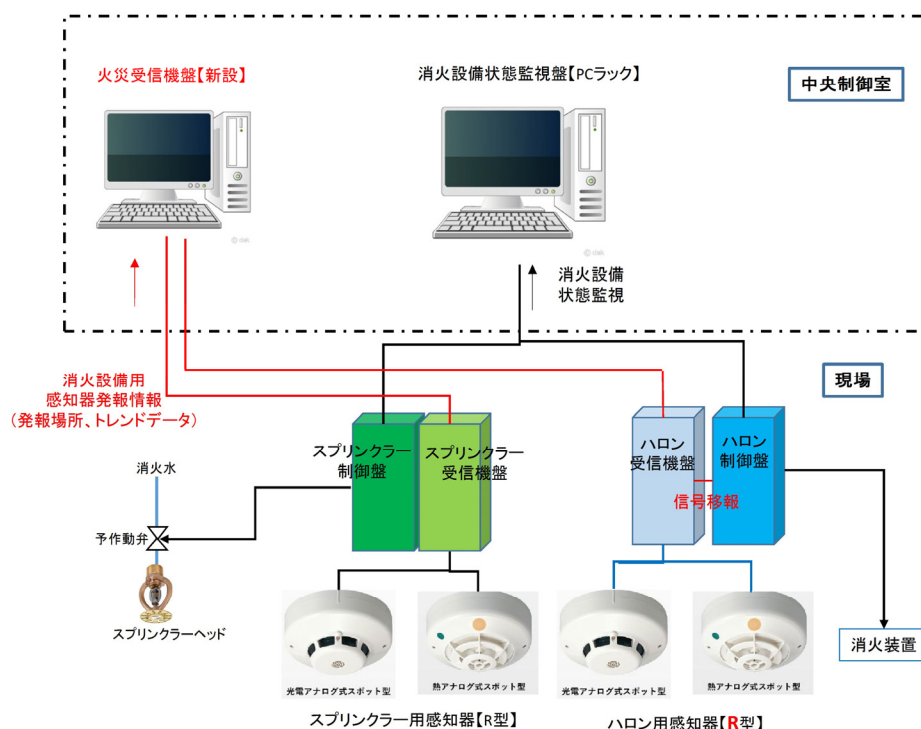 火災受信機盤【新設】
消火設備状態監視盤【PCラック】
中央制御室
消火設備
状態監視
消火設備用
感知器発報情報
(発報場所、トレンドデータ)
現場
スプリンクラー
制御盤
スプリンクラー
受信機盤
ハロン
受信機盤
ハロン
制御盤
信号移報
消火水
予作動弁
スプリンクラーヘッド
消火装置
光電アナログ式スポット型
熱アナログ式スポット型
光電アナログ式スポット型
熱アナログ式スポット型
スプリンクラー用感知器【R型】
ハロン用感知器【R型】